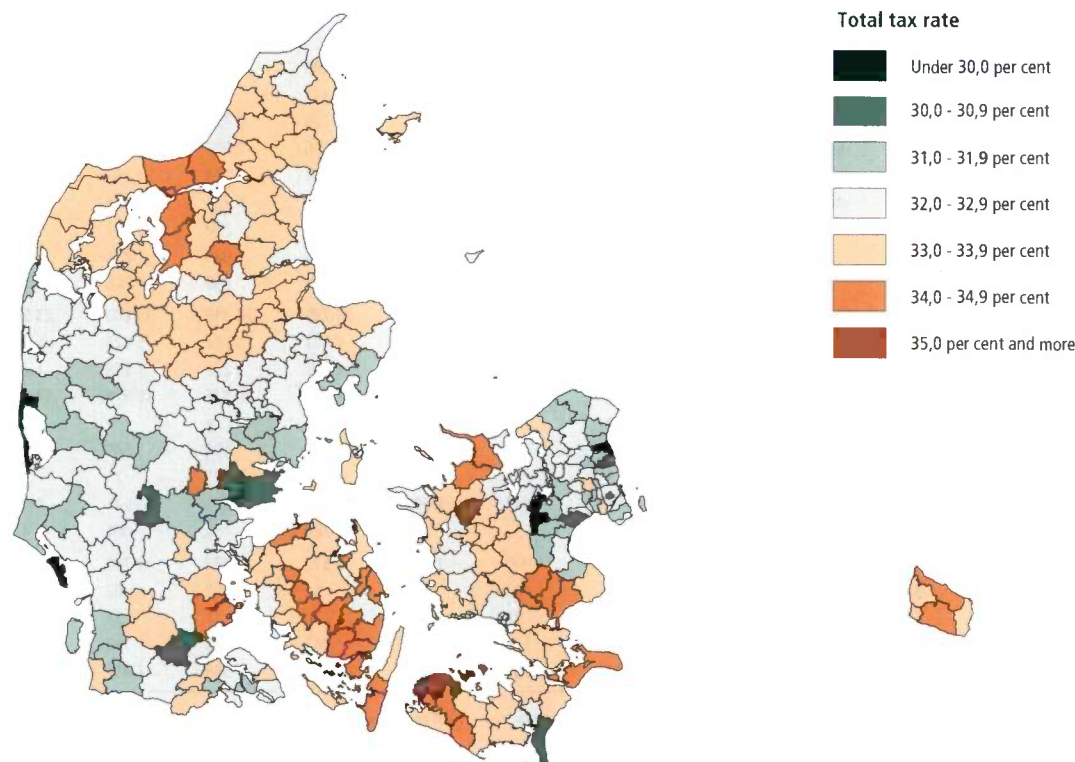 Total tax rate
Under 30,0 per cent
30,0 - 30,9 per cent
31,0 - 31,9 per cent
32,0 - 32,9 per cent
33,0 - 33,9 per cent
34,0 - 34,9 per cent
35,0 per cent and more